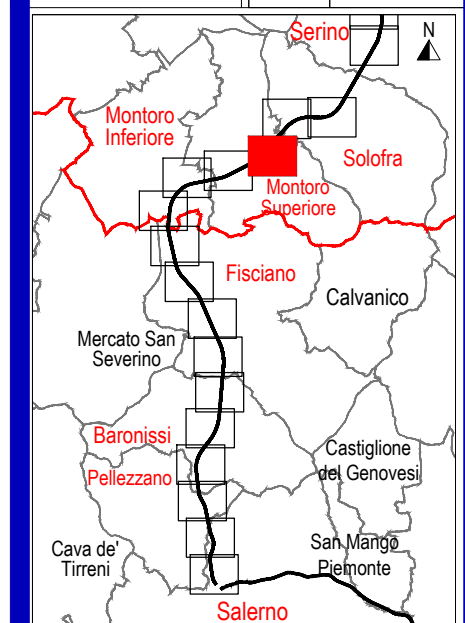 Serino
N
Montoro
Inferiore
Solofra
Montoro
Superiore
Fisciano
Calvanico
Mercato San
Severino
Baronissi
Castiglione
del Genovesi
Pellezzano
Cava de'
Tirreni
San Mango
Piemonte
Salerno